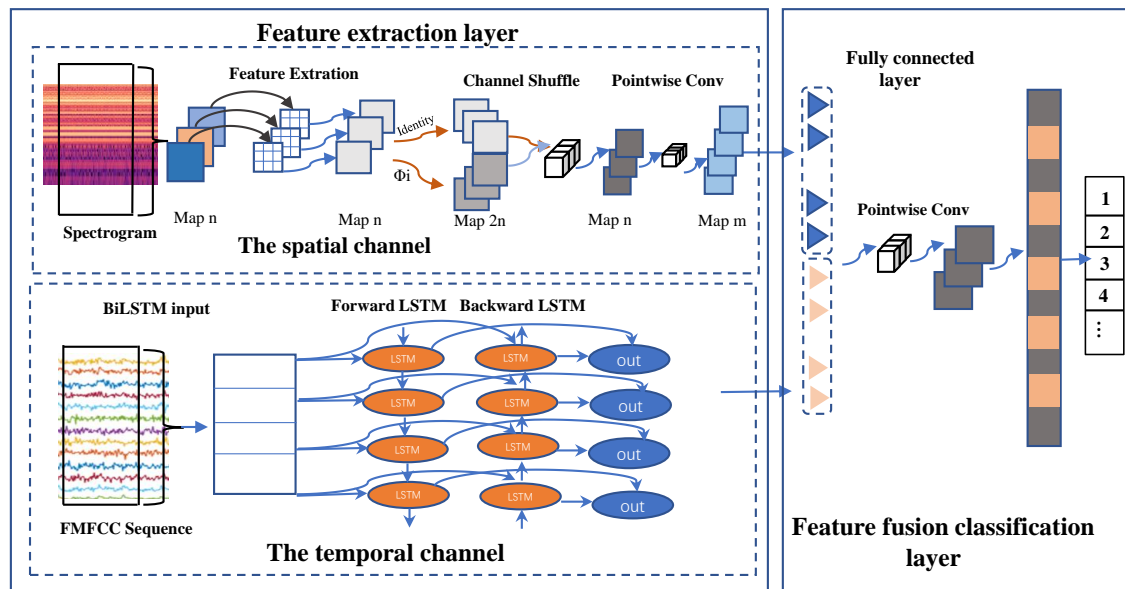 Feature extraction layer
Feature Extration
Channel Shuffle
Pointwise Conv
Identity
Φi
Map n
Map n
Map 2n
Map n
Map m
Spectrogram
The spatial channel
BiLSTM input
Forward LSTM
Backward LSTM
LSTM
LSTM
out
LSTM
LSTM
out
LSTM
LSTM
out
LSTM
LSTM
out
FMFCC Sequence
The temporal channel
Fully connected
layer
Pointwise Conv
1
2
3
4
⋮
Feature fusion classification
layer